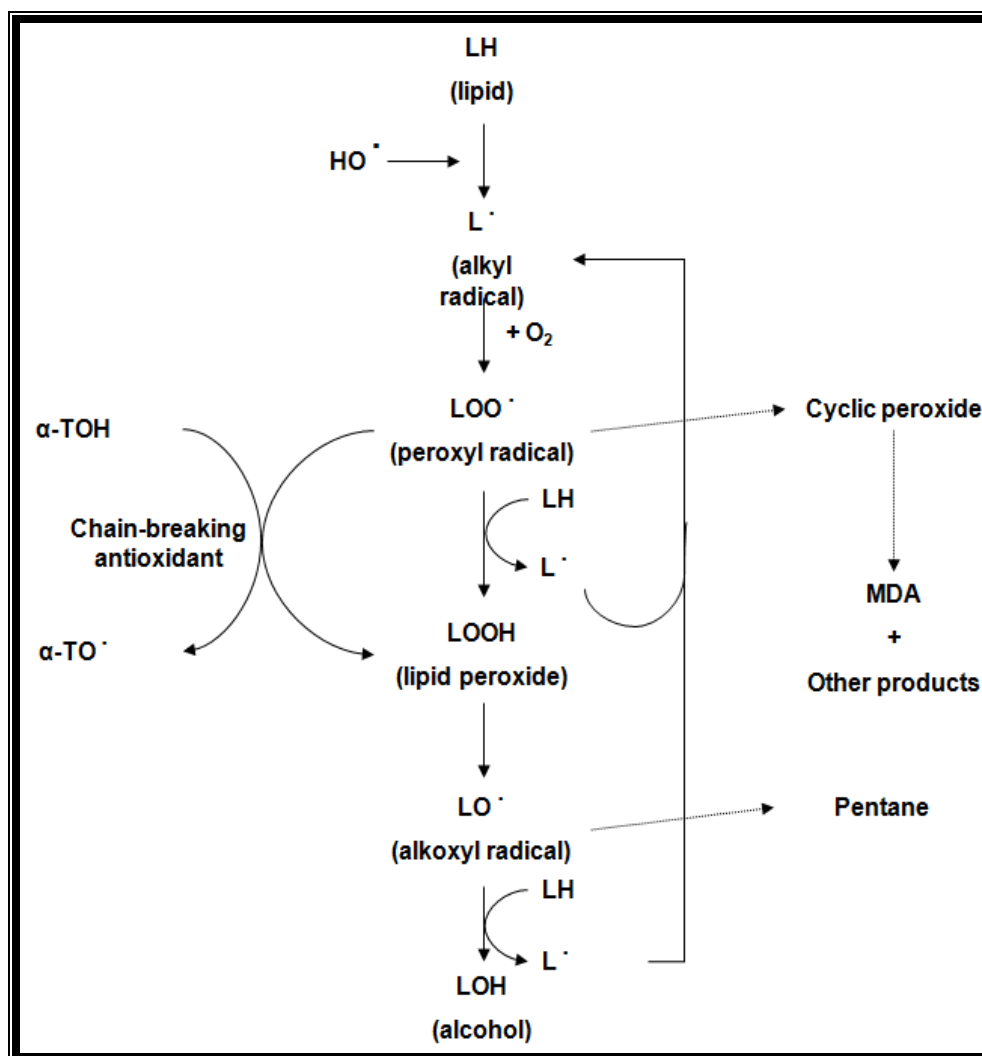 LH
(lipid)
HO˙
L˙
(alkyl
radical)
+ O₂
LOO˙
(peroxyl radical)
Cyclic peroxide
α-TOH
LH
Chain-breaking
antioxidant
L˙
MDA
+
Other products
α-TO˙
LOOH
(lipid peroxide)
LO˙
(alkoxyl radical)
Pentane
LH
L˙
LOH
(alcohol)